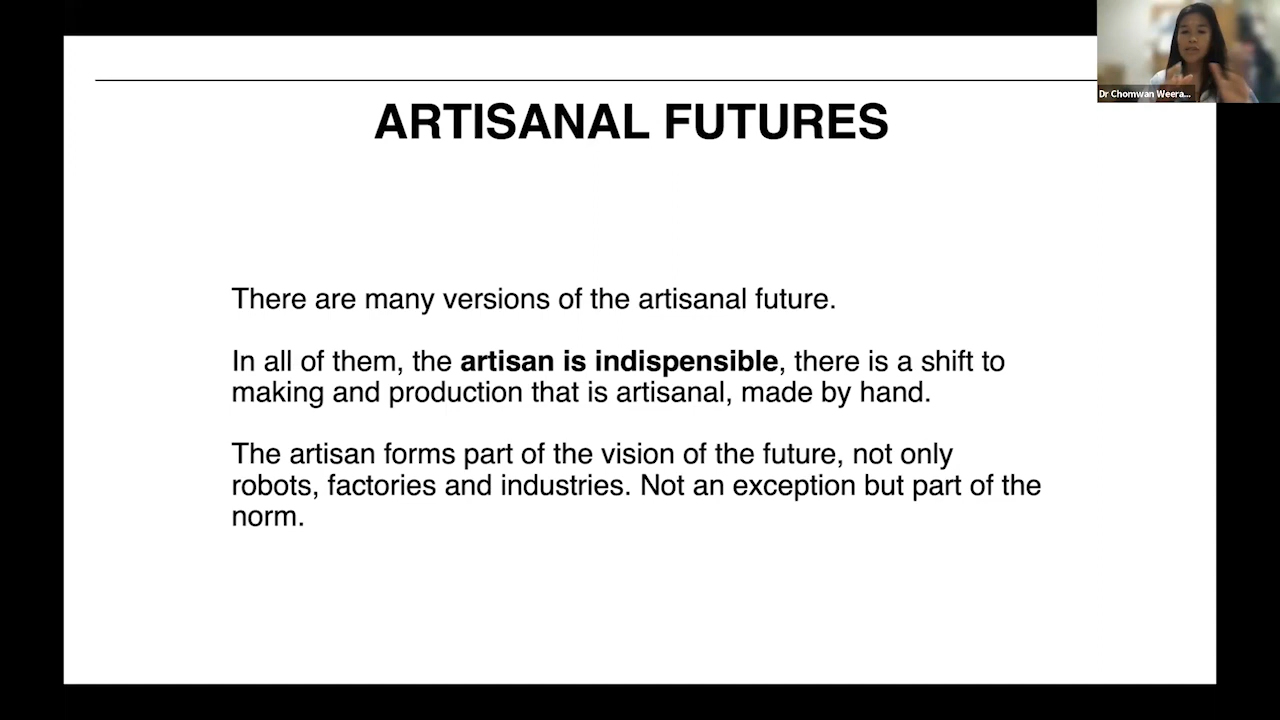 Dr Chomwan Weera...
ARTISANAL FUTURES
There are many versions of the artisanal future.
In all of them, the artisan is indispensible, there is a shift to
making and production that is artisanal, made by hand.
The artisan forms part of the vision of the future, not only
robots, factories and industries. Not an exception but part of the
norm.